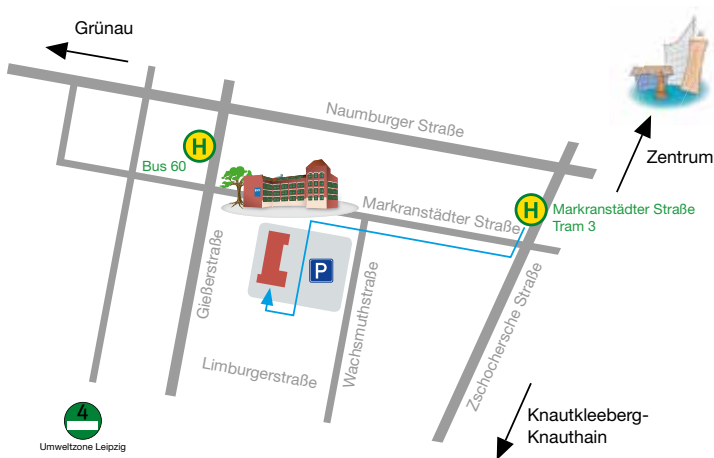 Grünau
Naumburger Straße
H
Bus 60
Zentrum
Markranstädter Straße
H
Markranstädter Straße
Tram 3
P
Gießerstraße
Wachsmuthstraße
Zschochersche Straße
Limburgerstraße
4
Umweltzone Leipzig
Knautkleeberg-
Knauthain